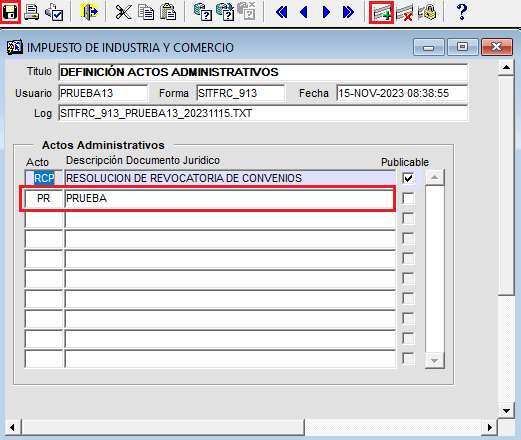 IMPUESTO DE INDUSTRIA Y COMERCIO
Titulo DEFINICIÓN ACTOS ADMINISTRATIVOS
Usuario PRUEBA13 Forma SITFRC_913 Fecha 15-NOV-2023 08:38:55
Log SITFRC_913_PRUEBA13_20231115.TXT
Actos Administrativos
Acto Descripción Documento Juridico Publicable
RCP RESOLUCION DE REVOCATORIA DE CONVENIOS
PR PRUEBA